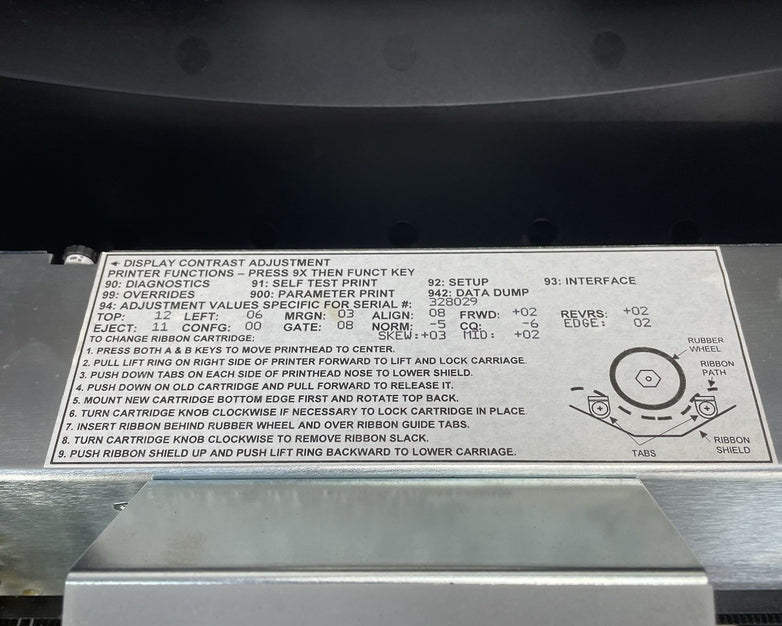 ← DISPLAY CONTRAST ADJUSTMENT
PRINTER FUNCTIONS – PRESS 9X THEN FUNCT KEY
90: DIAGNOSTICS 91: SELF TEST PRINT 92: SETUP 93: INTERFACE
99: OVERRIDES 900: PARAMETER PRINT 942: DATA DUMP
94: ADJUSTMENT VALUES SPECIFIC FOR SERIAL #: 328029
TOP: 12 LEFT: 06 MRGN: 03 ALIGN: 08 FRWD: +02 REVRS: +02
EJECT: 11 CONFG: 00 GATE: 08 NORM: -5 CQ: -6 EDGE: 02
TO CHANGE RIBBON CARTRIDGE: SKEW:+03 MID: +02
1. PRESS BOTH A & B KEYS TO MOVE PRINTHEAD TO CENTER.
2. PULL LIFT RING ON RIGHT SIDE OF PRINTER FORWARD TO LIFT AND LOCK CARRIAGE.
3. PUSH DOWN TABS ON EACH SIDE OF PRINTHEAD NOSE TO LOWER SHIELD.
4. PUSH DOWN ON OLD CARTRIDGE AND PULL FORWARD TO RELEASE IT.
5. MOUNT NEW CARTRIDGE BOTTOM EDGE FIRST AND ROTATE TOP BACK.
6. TURN CARTRIDGE KNOB CLOCKWISE IF NECESSARY TO LOCK CARTRIDGE IN PLACE
7. INSERT RIBBON BEHIND RUBBER WHEEL AND OVER RIBBON GUIDE TABS.
8. TURN CARTRIDGE KNOB CLOCKWISE TO REMOVE RIBBON SLACK.
9. PUSH RIBBON SHIELD UP AND PUSH LIFT RING BACKWARD TO LOWER CARRIAGE.
RUBBER
WHEEL
RIBBON
PATH
TABS
RIBBON
SHIELD